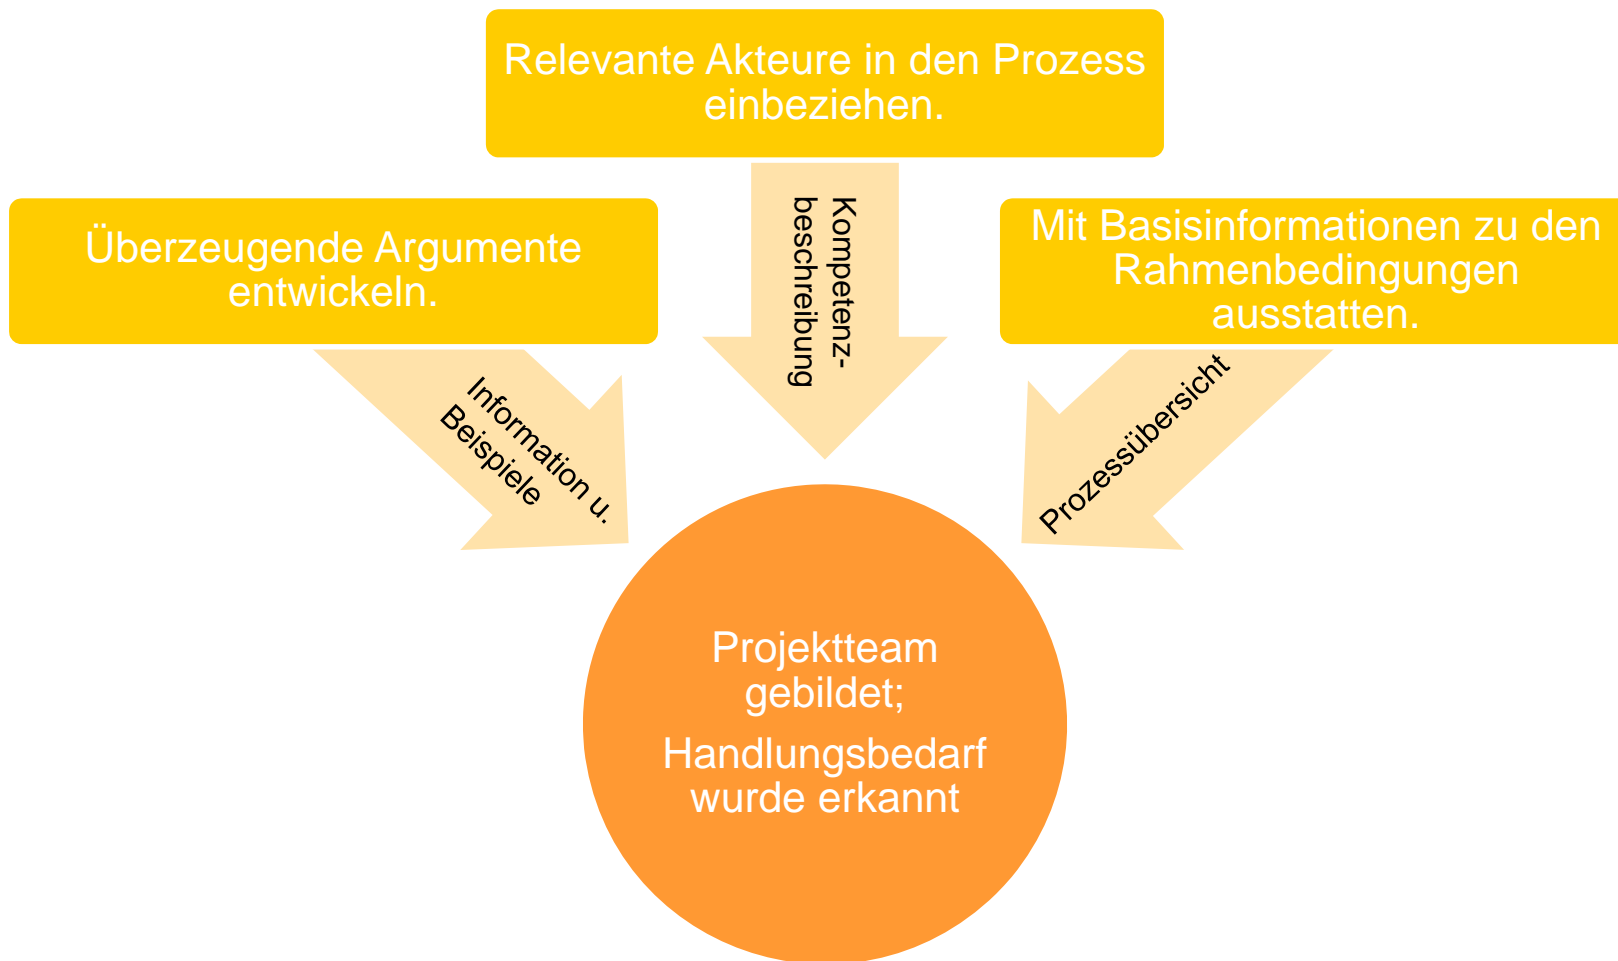 Relevante Akteure in den Prozess
einbeziehen.
Überzeugende Argumente
entwickeln.
Mit Basisinformationen zu den
Rahmenbedingungen
ausstatten.
Information u.
Beispiele
Kompetenz-
beschreibung
Prozessübersicht
Projektteam
gebildet;
Handlungsbedarf
wurde erkannt